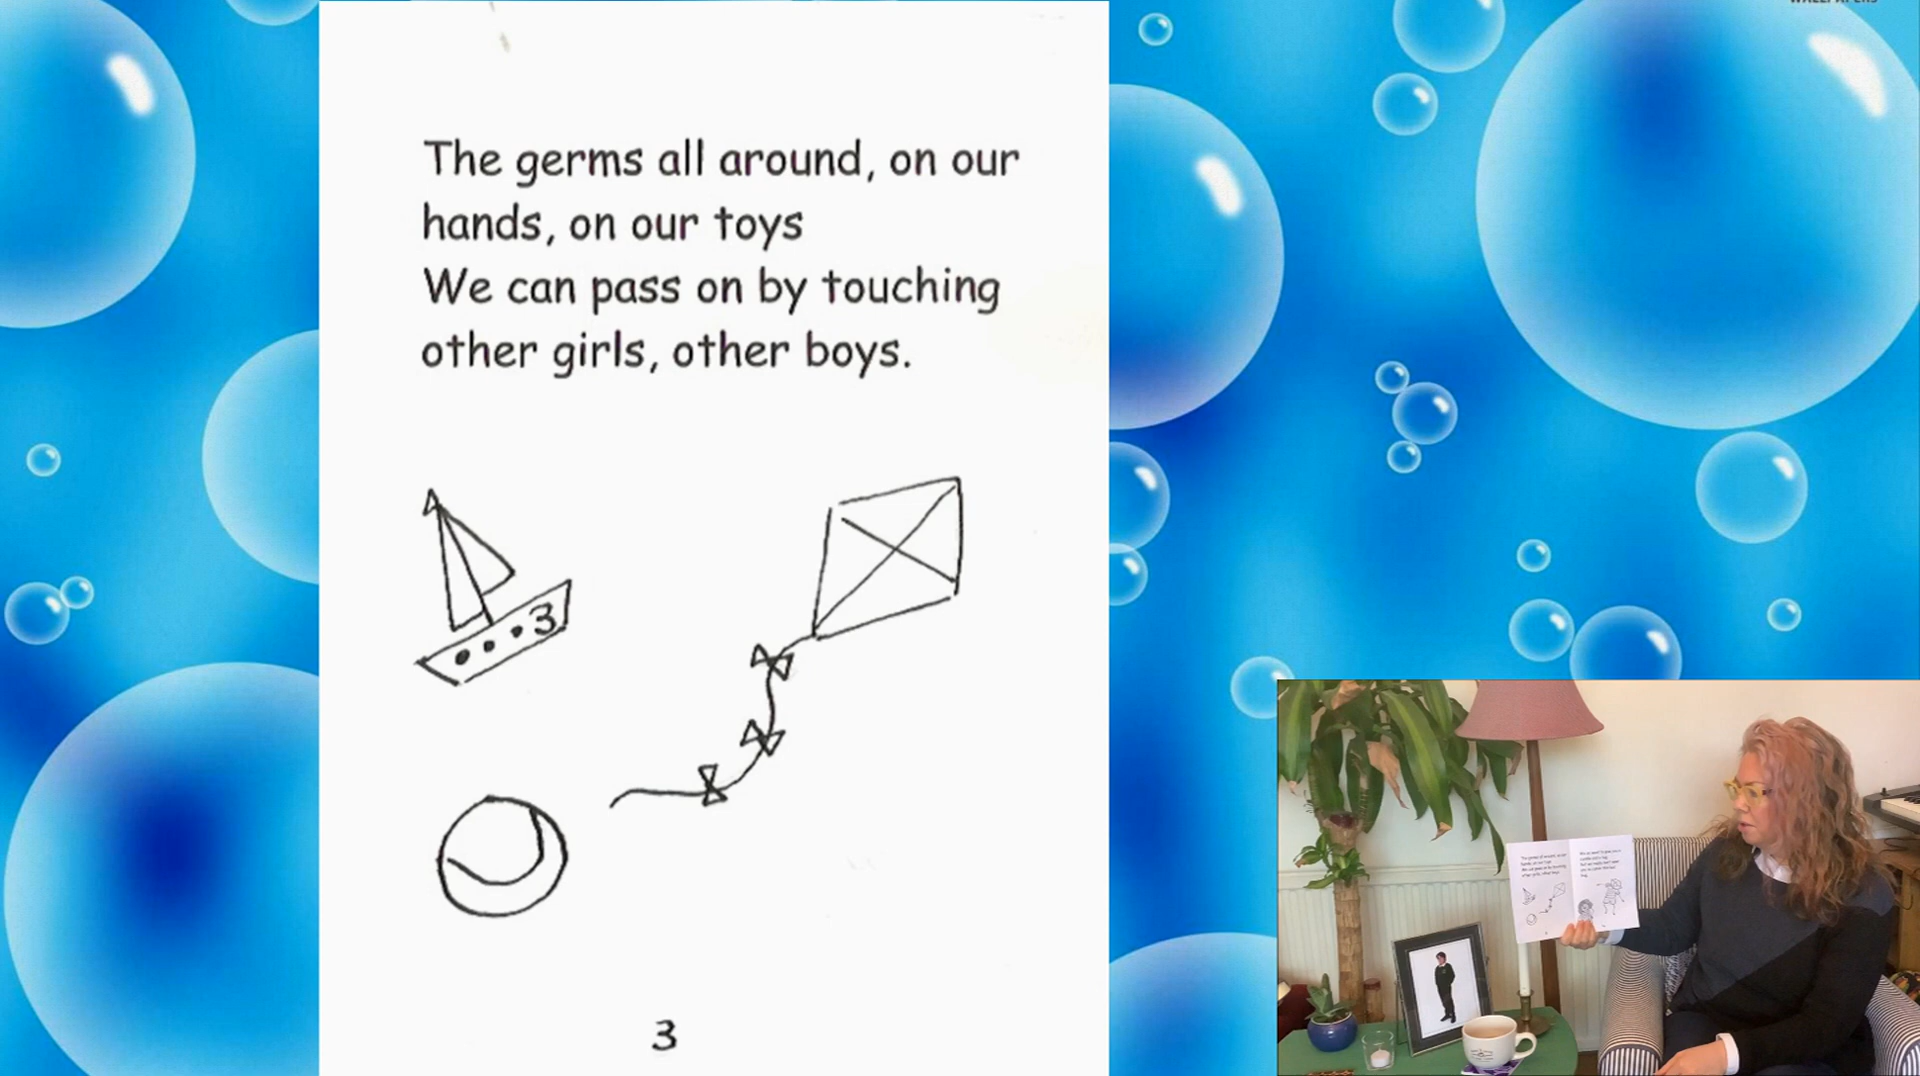 WALLPAPERS
The germs all around, on our
hands, on our toys
We can pass on by touching
other girls, other boys.
3
3